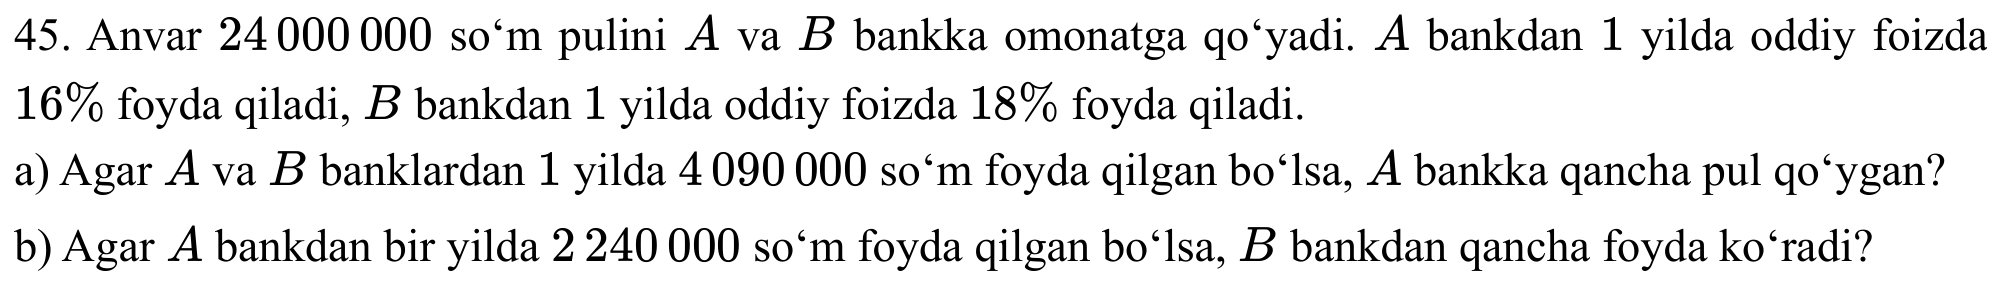 45. Anvar 24 000 000 so‘m pulini A va B bankka omonatga qo‘yadi. A bankdan 1 yilda oddiy foizda
16% foyda qiladi, B bankdan 1 yilda oddiy foizda 18% foyda qiladi.
a) Agar A va B banklardan 1 yilda 4 090 000 so‘m foyda qilgan bo‘lsa, A bankka qancha pul qo‘ygan?
b) Agar A bankdan bir yilda 2 240 000 so‘m foyda qilgan bo‘lsa, B bankdan qancha foyda ko‘radi?